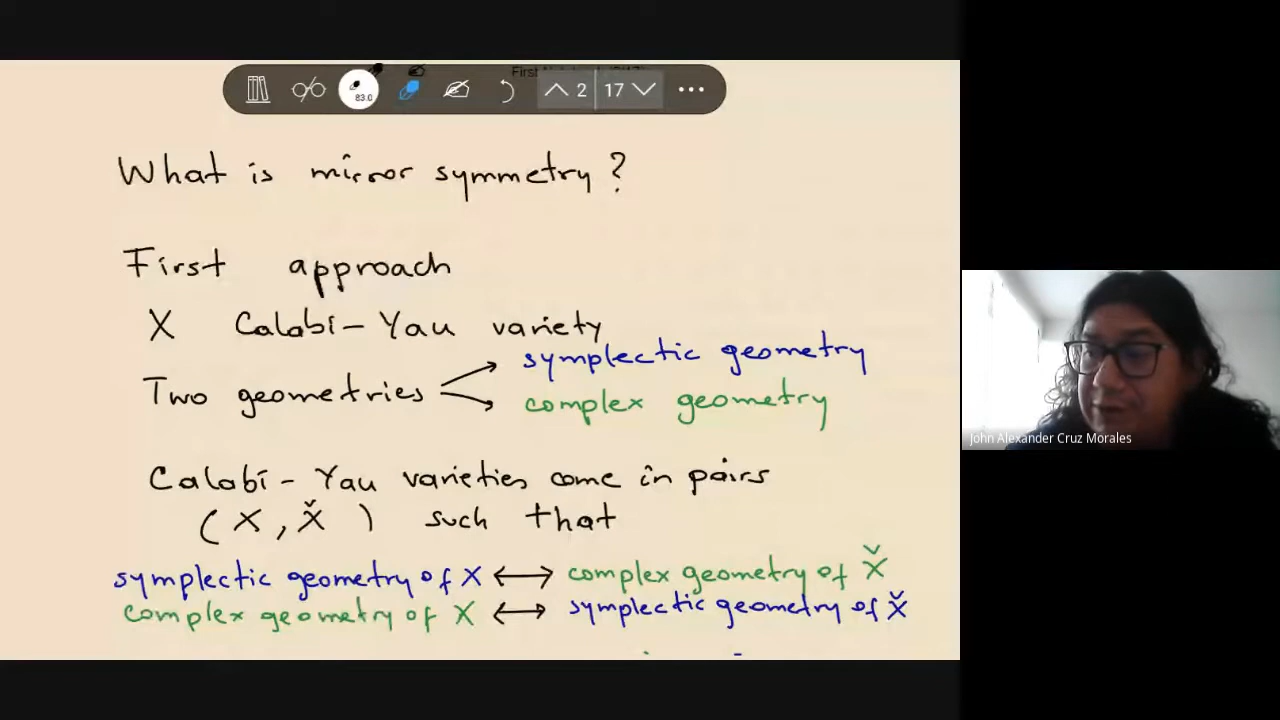 83.0
2
17
What is mirror symmetry ?
First approach
X Calabi-Yau variety
Two geometries
symplectic geometry
complex geometry
Calabi-Yau varieties come in pairs
(X, X̌) such that
symplectic geometry of X ⟷ complex geometry of X̌
complex geometry of X ⟷ symplectic geometry of X̌
John Alexander Cruz Morales